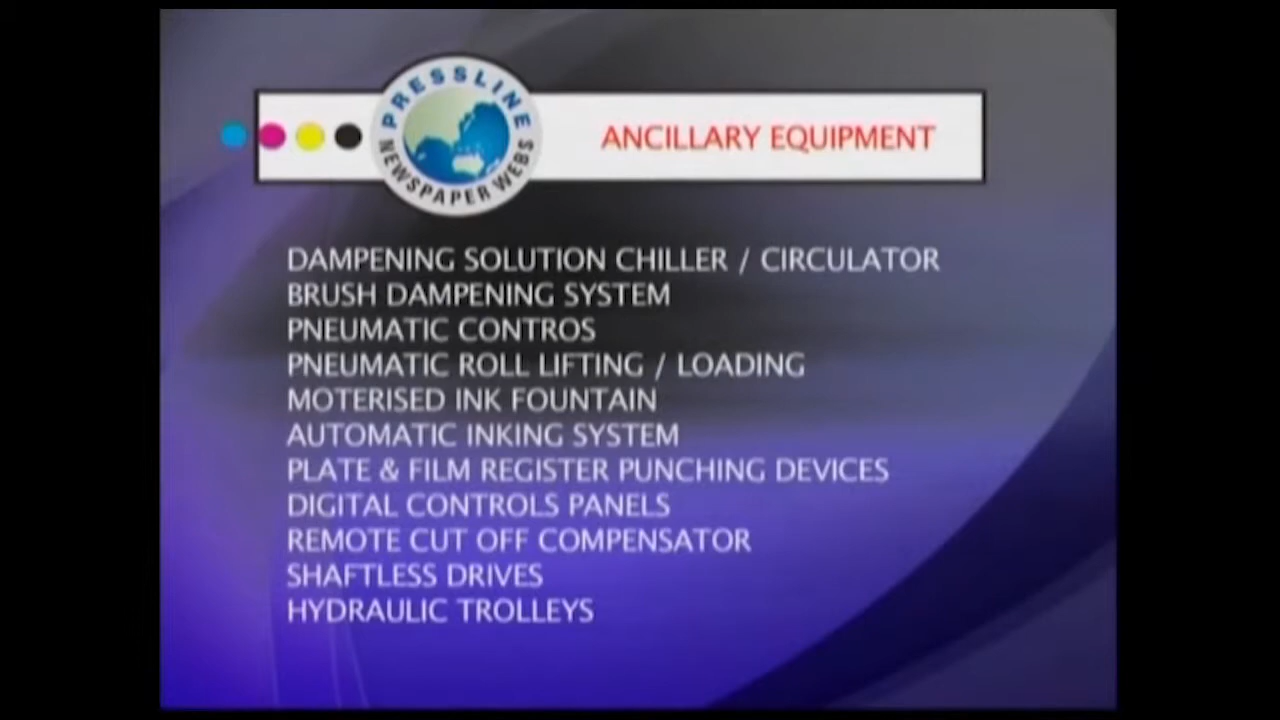 PRESSLINE
NEWSPAPER WEBS
ANCILLARY EQUIPMENT
DAMPENING SOLUTION CHILLER / CIRCULATOR
BRUSH DAMPENING SYSTEM
PNEUMATIC CONTROS
PNEUMATIC ROLL LIFTING / LOADING
MOTERISED INK FOUNTAIN
AUTOMATIC INKING SYSTEM
PLATE & FILM REGISTER PUNCHING DEVICES
DIGITAL CONTROLS PANELS
REMOTE CUT OFF COMPENSATOR
SHAFTLESS DRIVES
HYDRAULIC TROLLEYS